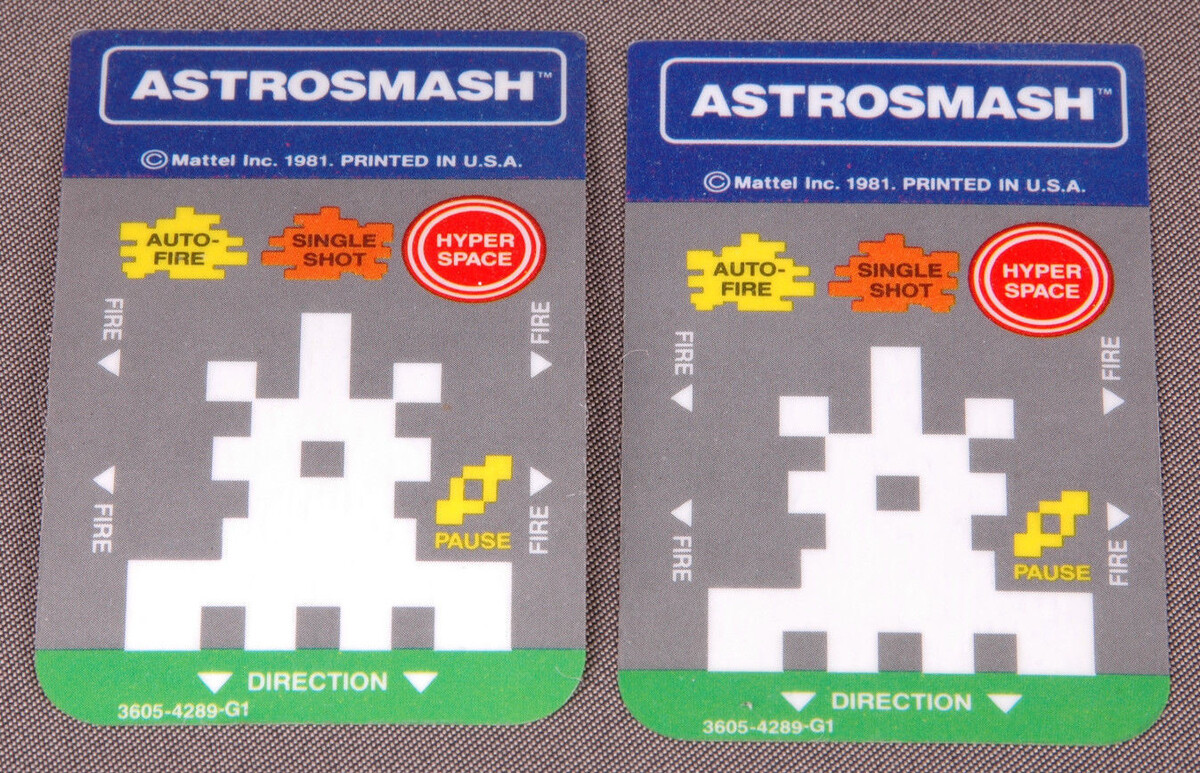 ASTROSMASH™
©Mattel Inc. 1981. PRINTED IN U.S.A.
AUTO-
FIRE
SINGLE
SHOT
HYPER
SPACE
FIRE
FIRE
FIRE
FIRE
PAUSE
DIRECTION
3605-4289-G1
ASTROSMASH™
©Mattel Inc. 1981. PRINTED IN U.S.A.
AUTO-
FIRE
SINGLE
SHOT
HYPER
SPACE
FIRE
FIRE
FIRE
FIRE
PAUSE
DIRECTION
3605-4289-G1